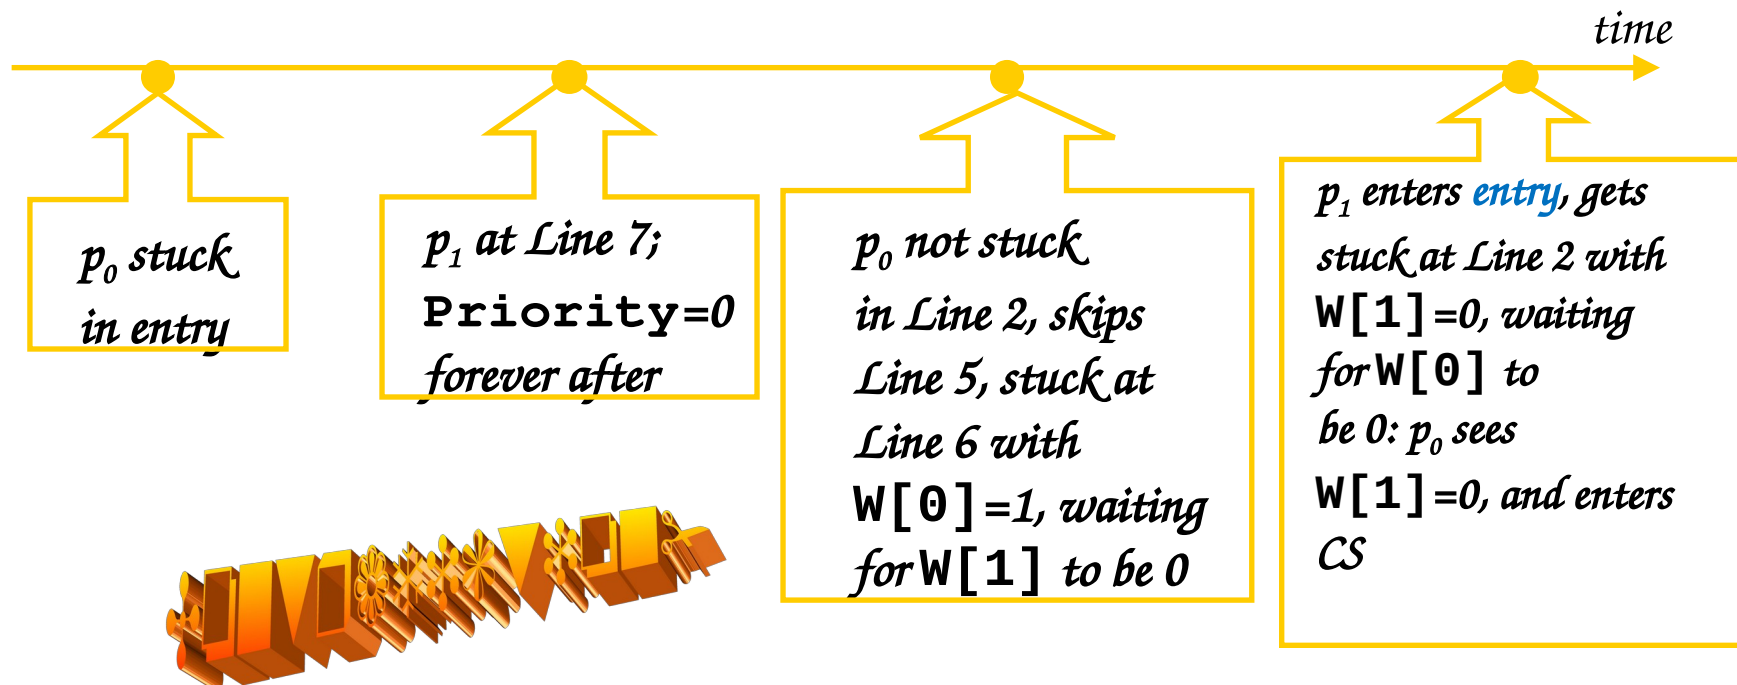 time
p₀ stuck
in entry
p₁ at Line 7;
Priority=0
forever after
p₀ not stuck
in Line 2, skips
Line 5, stuck at
Line 6 with
W[0]=1, waiting
for W[1] to be 0
p₁ enters entry, gets
stuck at Line 2 with
W[1]=0, waiting
for W[0] to
be 0: p₀ sees
W[1]=0, and enters
CS